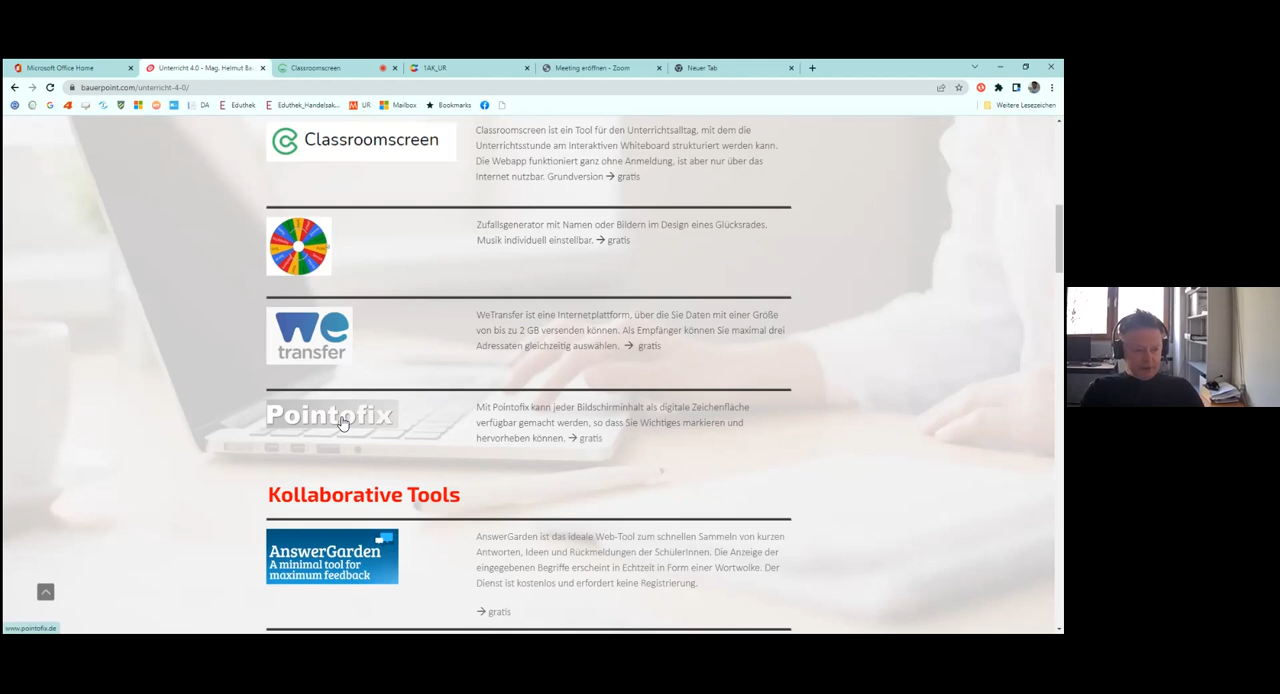 Microsoft Office Home
Unterricht 4.0 - Mag. Helmut Ba...
Classroomscreen
1AK_UR
Meeting eröffnen - Zoom
Neuer Tab
bauerpoint.com/unterricht-4-0/
DA
Eduthek
Eduthek_Handelsak...
UR
Mailbox
Bookmarks
Weitere Lesezeichen
Classroomscreen
Classroomscreen ist ein Tool für den Unterrichtsalltag, mit dem die
Unterrichtsstunde am Interaktiven Whiteboard strukturiert werden kann.
Die Webapp funktioniert ganz ohne Anmeldung, ist aber nur über das
Internet nutzbar. Grundversion → gratis
Zufallsgenerator mit Namen oder Bildern im Design eines Glücksrades.
Musik individuell einstellbar. → gratis
we
transfer
WeTransfer ist eine Internetplattform, über die Sie Daten mit einer Größe
von bis zu 2 GB versenden können. Als Empfänger können Sie maximal drei
Adressaten gleichzeitig auswählen. → gratis
Pointofix
Mit Pointofix kann jeder Bildschirminhalt als digitale Zeichenfläche
verfügbar gemacht werden, so dass Sie Wichtiges markieren und
hervorheben können. → gratis
Kollaborative Tools
AnswerGarden
A minimal tool for
maximum feedback
AnswerGarden ist das ideale Web-Tool zum schnellen Sammeln von kurzen
Antworten, Ideen und Rückmeldungen der SchülerInnen. Die Anzeige der
eingegebenen Begriffe erscheint in Echtzeit in Form einer Wortwolke. Der
Dienst ist kostenlos und erfordert keine Registrierung.
→ gratis
www.pointofix.de